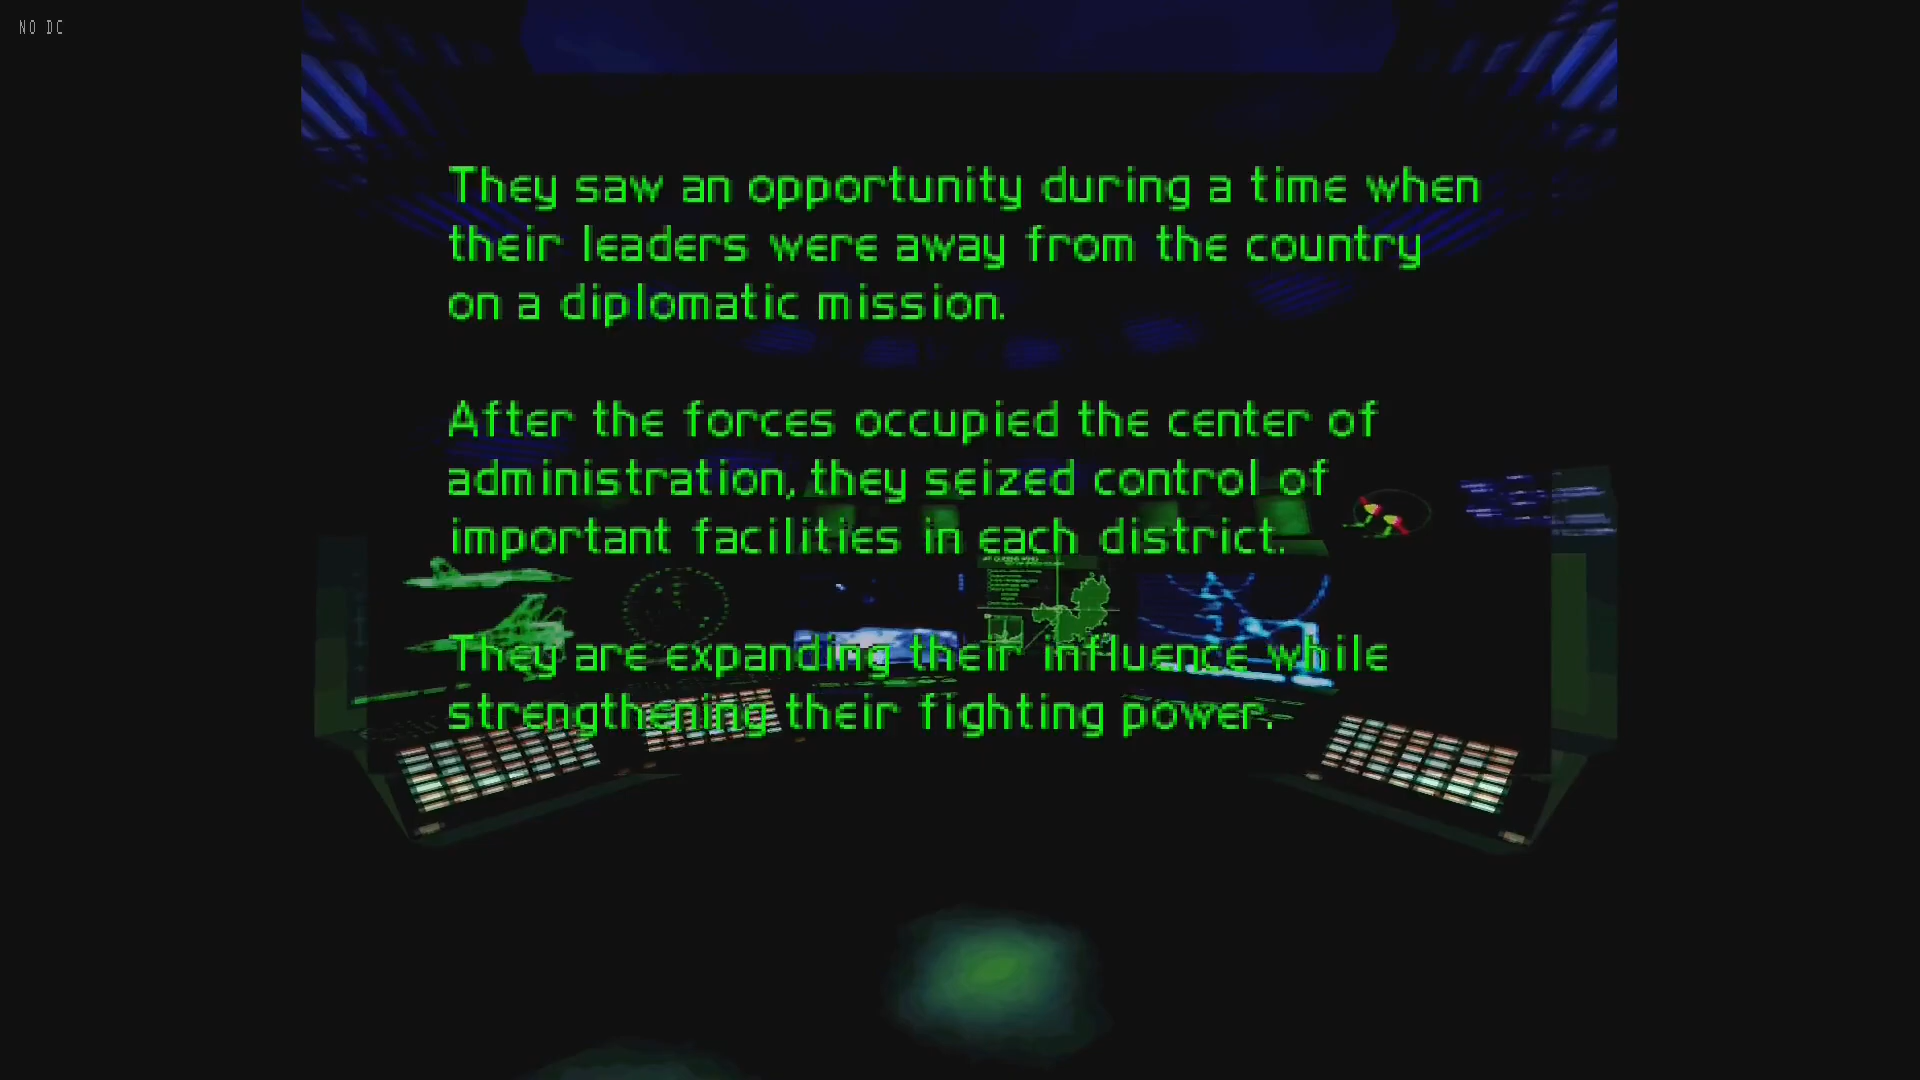 NO DC
They saw an opportunity during a time when
their leaders were away from the country
on a diplomatic mission.
After the forces occupied the center of
administration, they seized control of
important facilities in each district.
They are expanding their influence while
strengthening their fighting power.